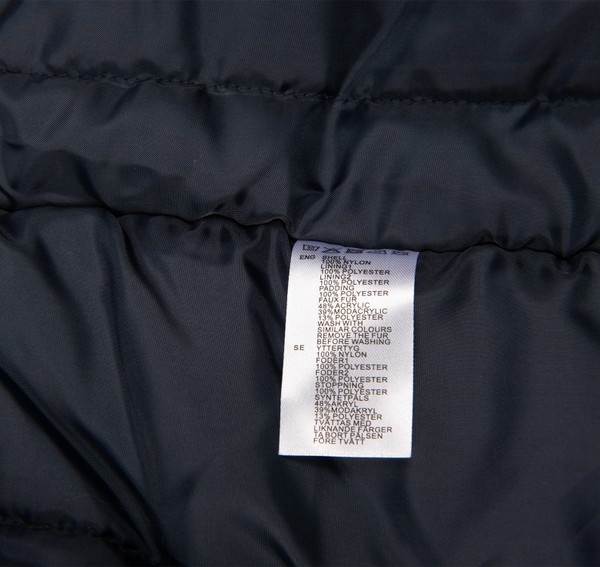 ENG SHELL
100% NYLON
LINING1
100% POLYESTER
LINING2
100% POLYESTER
PADDING
100% POLYESTER
FAUX FUR
48% ACRYLIC
39%MODACRYLIC
13% POLYESTER
WASH WITH
SIMILAR COLOURS
REMOVE THE FUR
BEFORE WASHING
SE YTTERTYG
100% NYLON
FODER1
100% POLYESTER
FODER2
100% POLYESTER
STOPPNING
100% POLYESTER
SYNTETPÄLS
48%AKRYL
39%MODAKRYL
13% POLYESTER
TVÄTTAS MED
LIKNANDE FÄRGER
TA BORT PÄLSEN
FÖRE TVÄTT